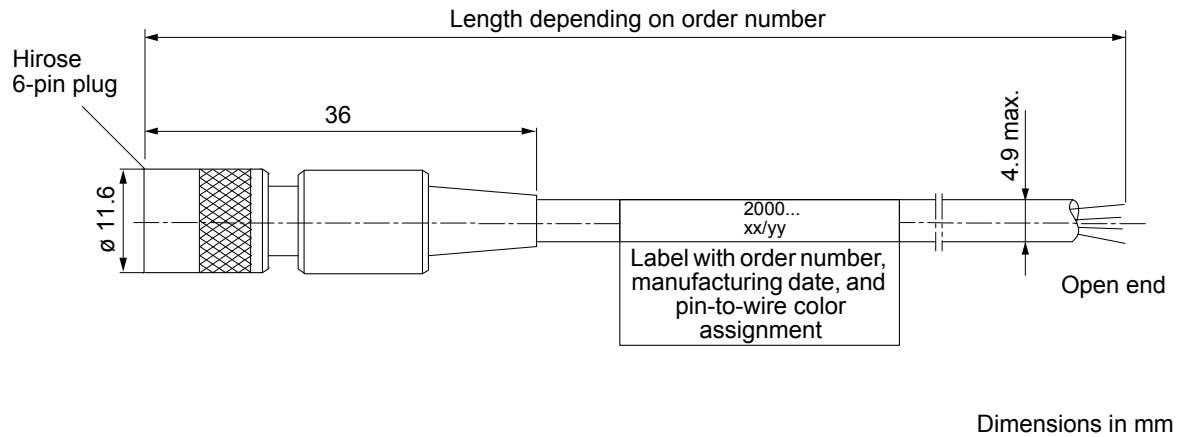 Length depending on order number
Hirose
6-pin plug
36
4.9 max.
ø 11.6
2000...
xx/yy
Label with order number,
manufacturing date, and
pin-to-wire color
assignment
Open end
Dimensions in mm